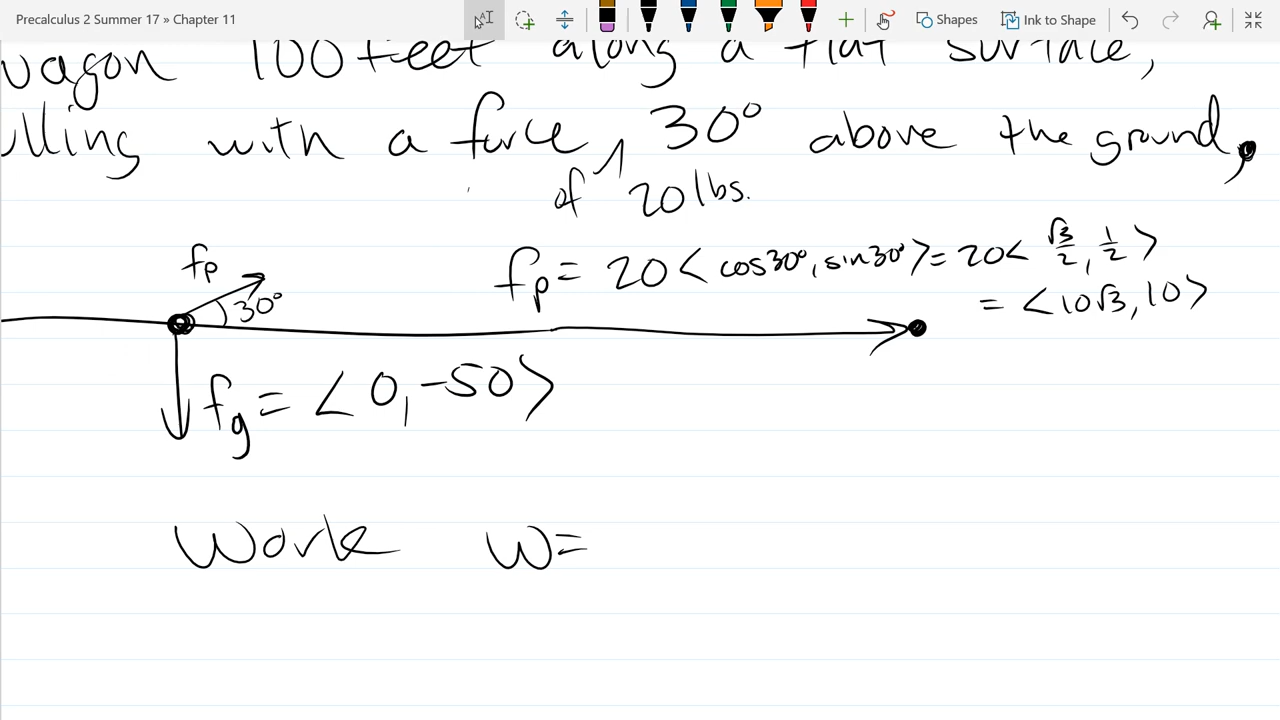 Precalculus 2 Summer 17 » Chapter 11
Shapes
Ink to Shape
wagon 100 feet along a flat surface,
lling with a force 30° above the ground,
of 20 lbs.
fp
30°
fp = 20 < cos30°, sin30° > = 20 < √3/2, 1/2 >
= < 10√3, 10 >
fg = < 0, -50 >
Work W=